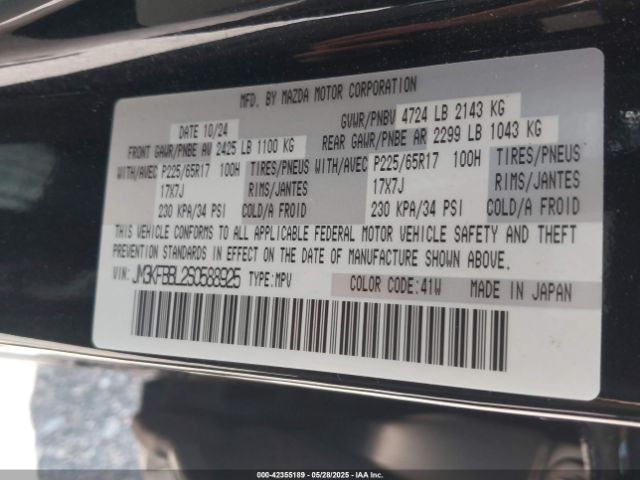 MFD. BY MAZDA MOTOR CORPORATION
DATE 10/24 GVWR/PNBV 4724 LB 2143 KG
FRONT GAWR/PNBE AV 2425 LB 1100 KG REAR GAWR/PNBE AR 2299 LB 1043 KG
WITH/AVEC P225/65R17 100H TIRES/PNEUS WITH/AVEC P225/65R17 100H TIRES/PNEUS
17X7J RIMS/JANTES 17X7J RIMS/JANTES
230 KPA/34 PSI COLD/A FROID 230 KPA/34 PSI COLD/A FROID
THIS VEHICLE CONFORMS TO ALL APPLICABLE FEDERAL MOTOR VEHICLE SAFETY AND THEFT
PREVENTION STANDARDS IN EFFECT ON THE DATE OF MANUFACTURE SHOWN ABOVE.
VIN: JM3KFBBL2S0588925 TYPE:MPV COLOR CODE:41W MADE IN JAPAN
000-42355189 - 05/28/2025 - IAA Inc.